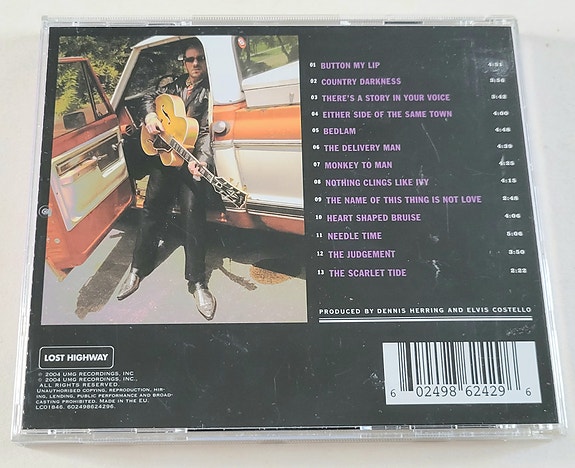 01 BUTTON MY LIP 4:51
02 COUNTRY DARKNESS 3:56
03 THERE'S A STORY IN YOUR VOICE 3:42
04 EITHER SIDE OF THE SAME TOWN 4:00
05 BEDLAM 4:48
06 THE DELIVERY MAN 4:39
07 MONKEY TO MAN 4:25
08 NOTHING CLINGS LIKE IVY 4:15
09 THE NAME OF THIS THING IS NOT LOVE 2:48
10 HEART SHAPED BRUISE 4:06
11 NEEDLE TIME 5:06
12 THE JUDGEMENT 3:50
13 THE SCARLET TIDE 2:22
PRODUCED BY DENNIS HERRING AND ELVIS COSTELLO
LOST HIGHWAY
℗ 2004 UMG RECORDINGS, INC
© 2004 UMG RECORDINGS, INC.,
ALL RIGHTS RESERVED.
UNAUTHORISED COPYING, REPRODUCTION, HIR-
ING, LENDING, PUBLIC PERFORMANCE AND BROAD-
CASTING PROHIBITED. MADE IN THE EU.
LC01846. 602498624296.
6 02498 62429 6